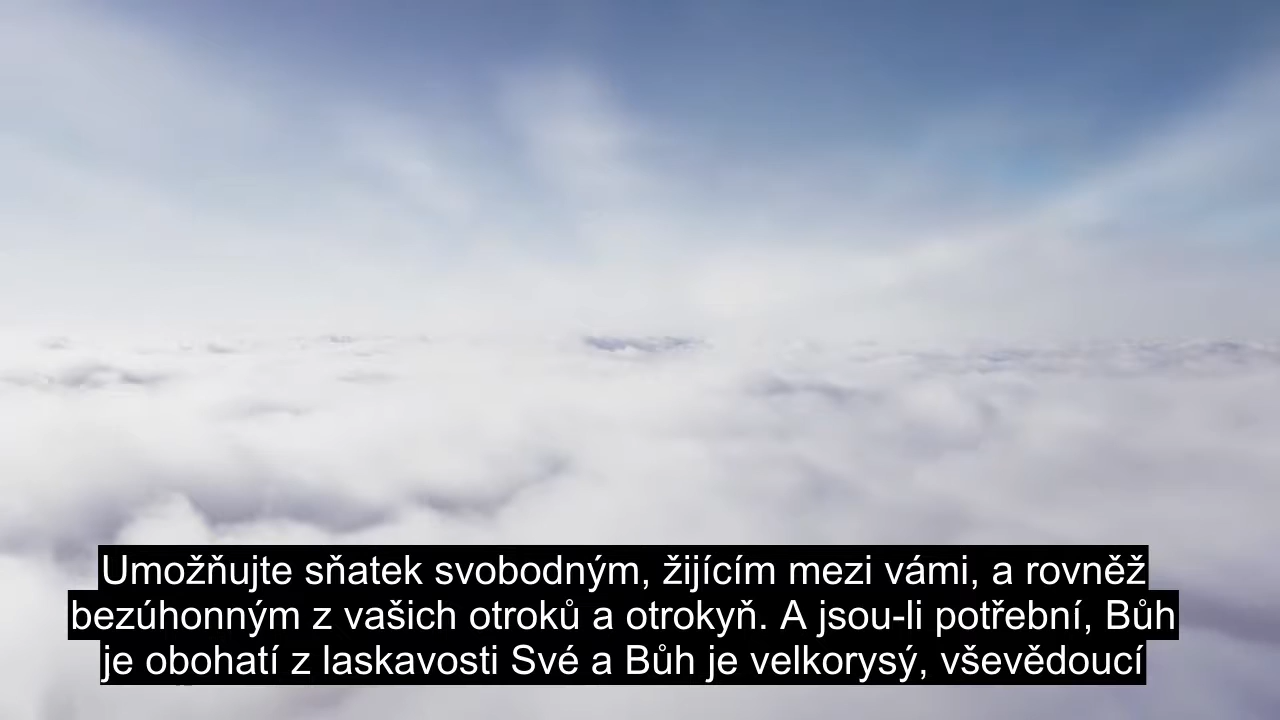 Umožňujte sňatek svobodným, žijícím mezi vámi, a rovněž
bezúhonným z vašich otroků a otrokyň. A jsou-li potřební, Bůh
je obohatí z laskavosti Své a Bůh je velkorysý, vševědoucí